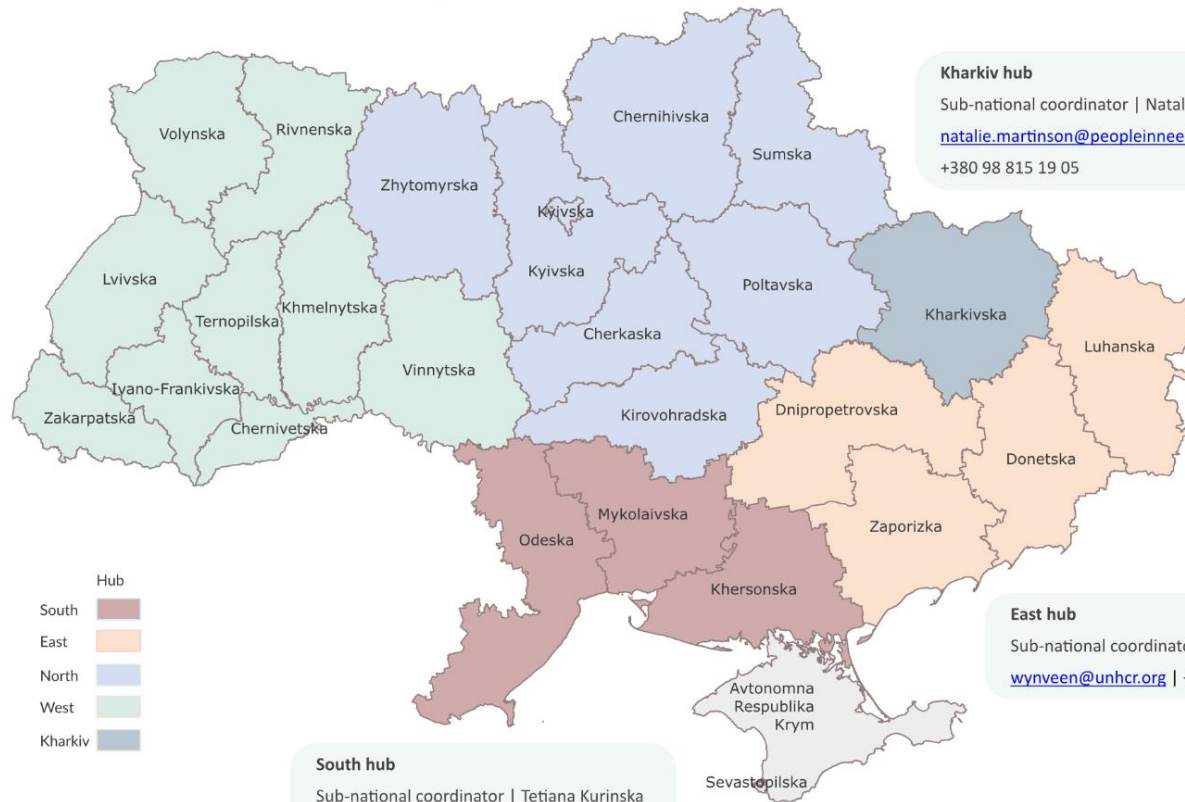 Kharkiv hub
Sub-national coordinator | Natal
natalie.martinson@peopleinnee
+380 98 815 19 05
Volynska
Rivnenska
Zhytomyrska
Chernihivska
Sumska
Kyivska
Kyivska
Lvivska
Ternopilska
Khmelnytska
Cherkaska
Poltavska
Kharkivska
Luhanska
Ivano-Frankivska
Vinnytska
Zakarpatska
Chernivetska
Kirovohradska
Dnipropetrovska
Donetska
Odeska
Mykolaivska
Zaporizka
Khersonska
Hub
South
East
North
West
Kharkiv
East hub
Sub-national coordinato
wynveen@unhcr.org |
Avtonomna
Respublika
Krym
Sevastopilska
South hub
Sub-national coordinator | Tetiana Kurinska